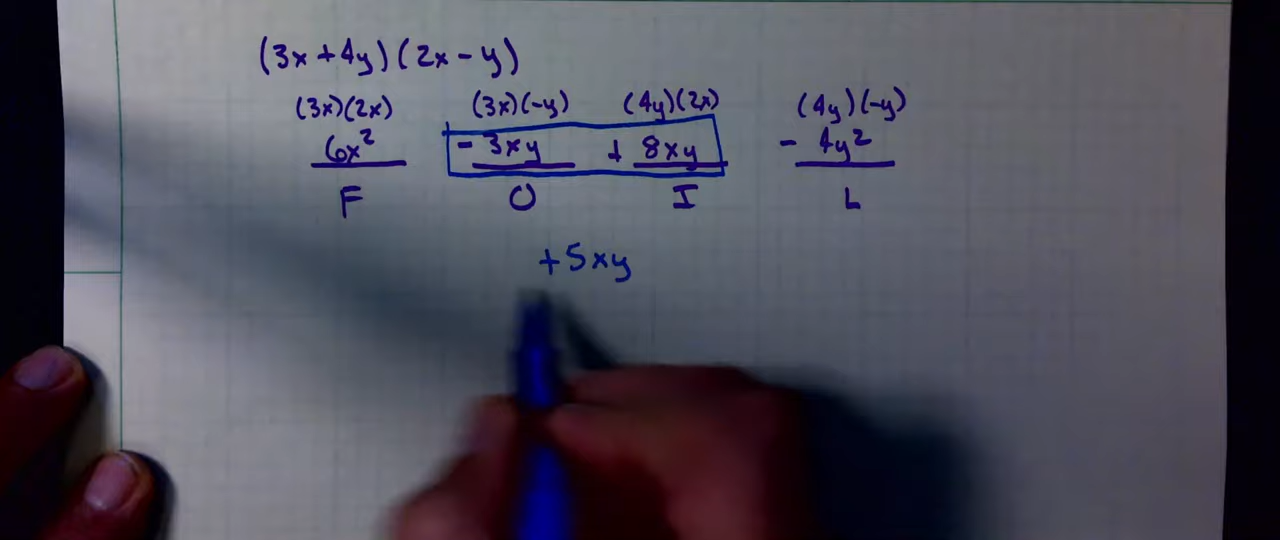 (3x+4y)(2x-y)
(3x)(2x) (3x)(-y) (4y)(2x) (4y)(-y)
6x² - 3xy + 8xy - 4y²
F O I L
+5xy